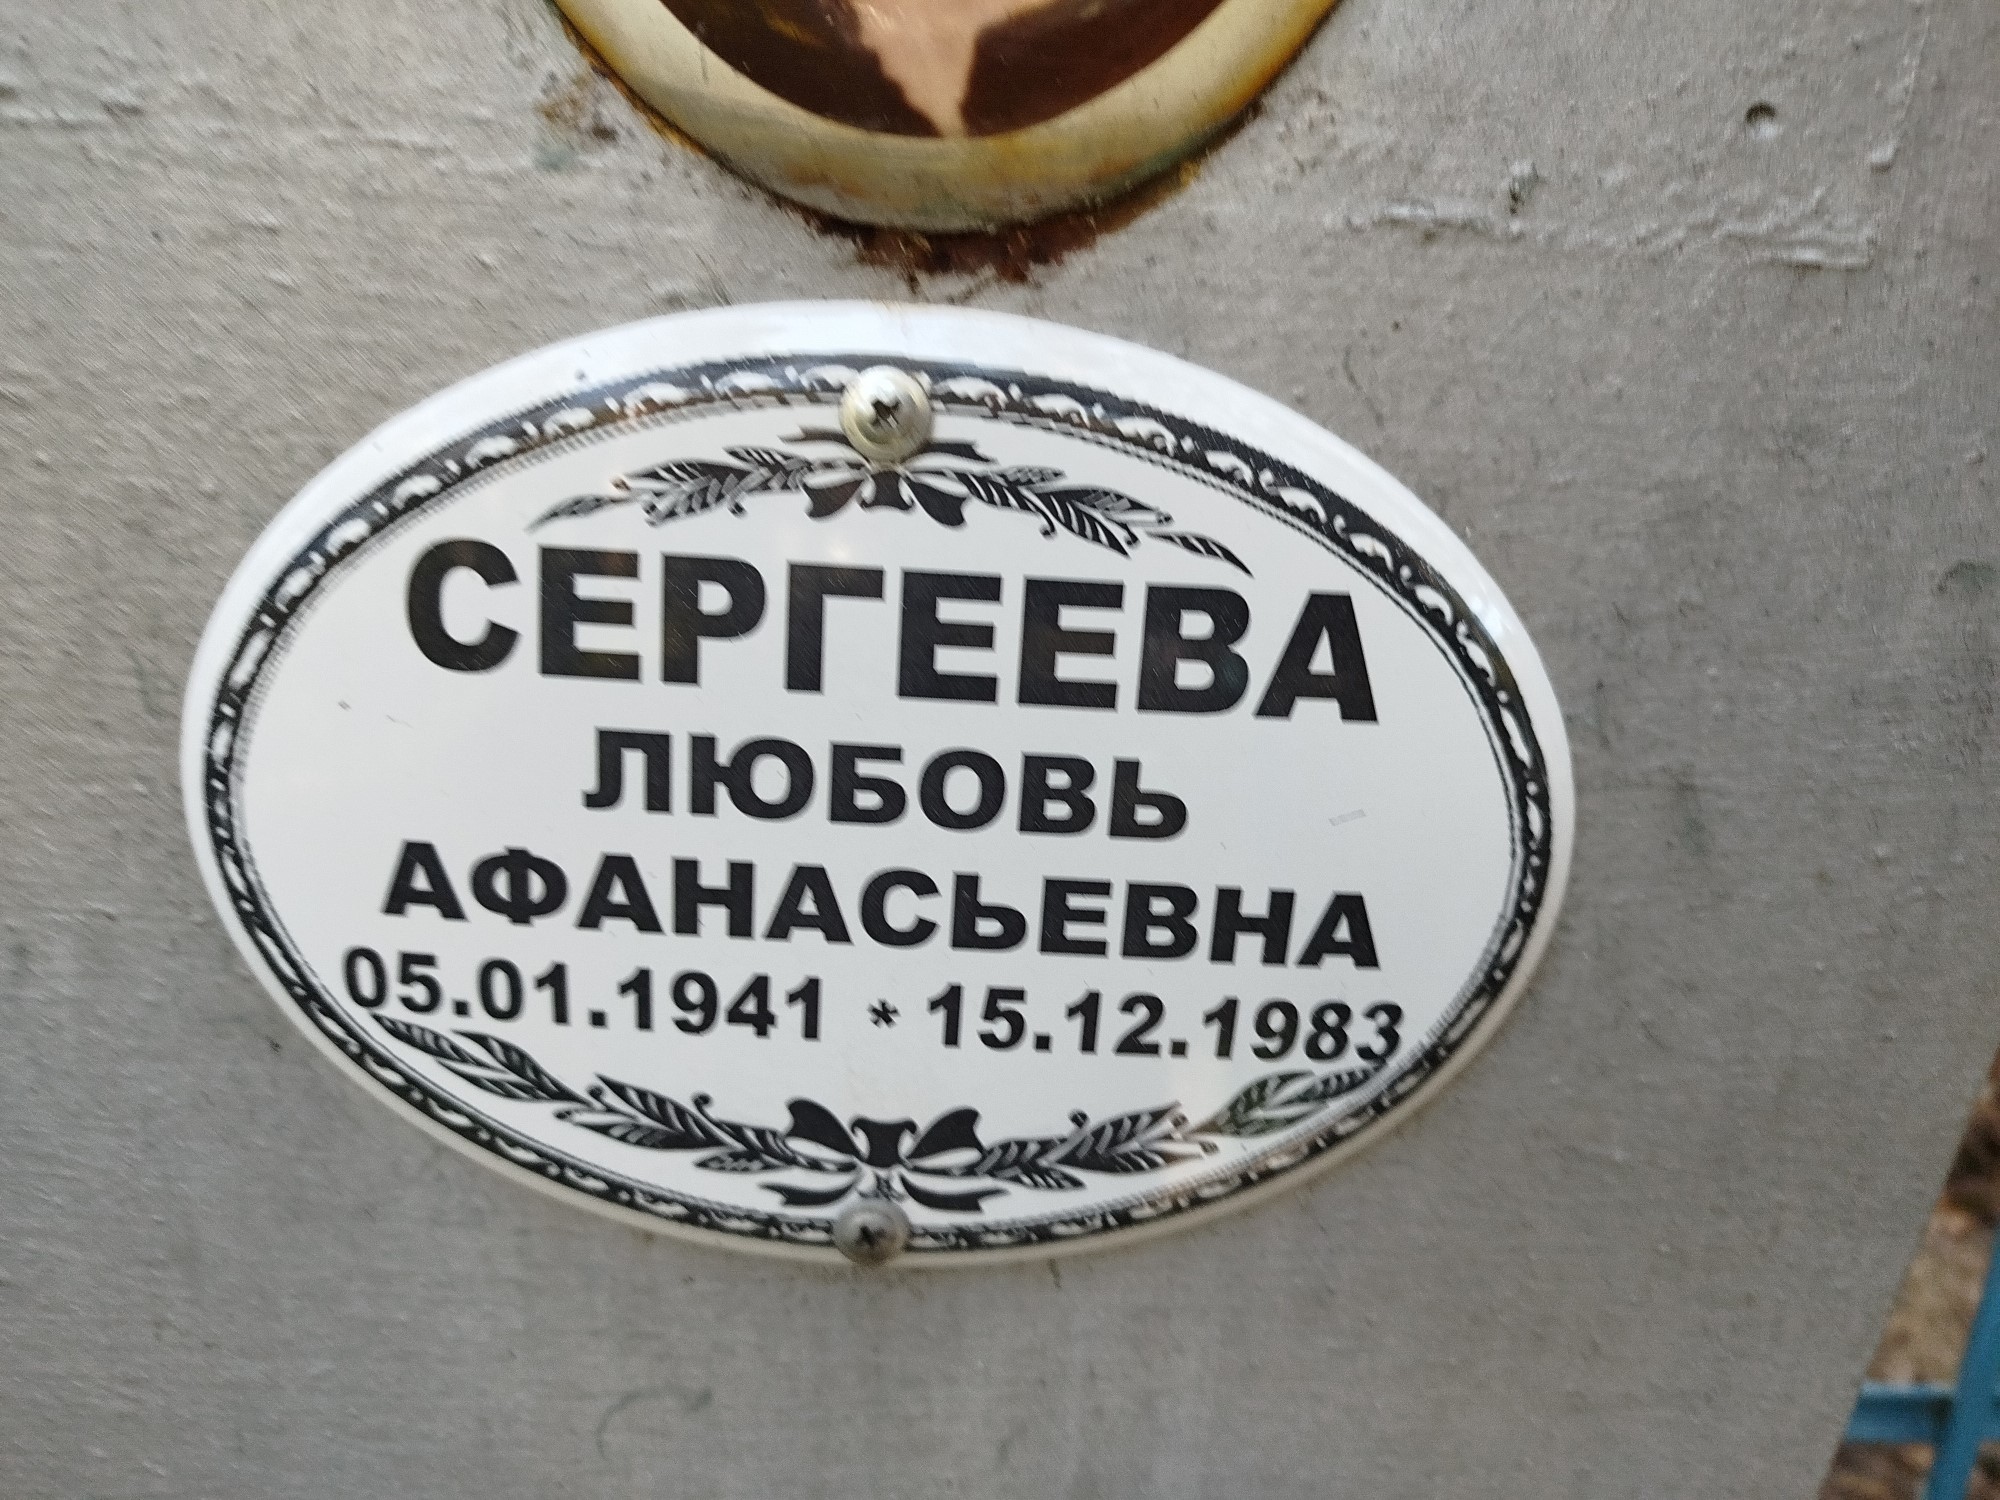 СЕРГЕЕВА
ЛЮБОВЬ
АФАНАСЬЕВНА
05.01.1941 * 15.12.1983